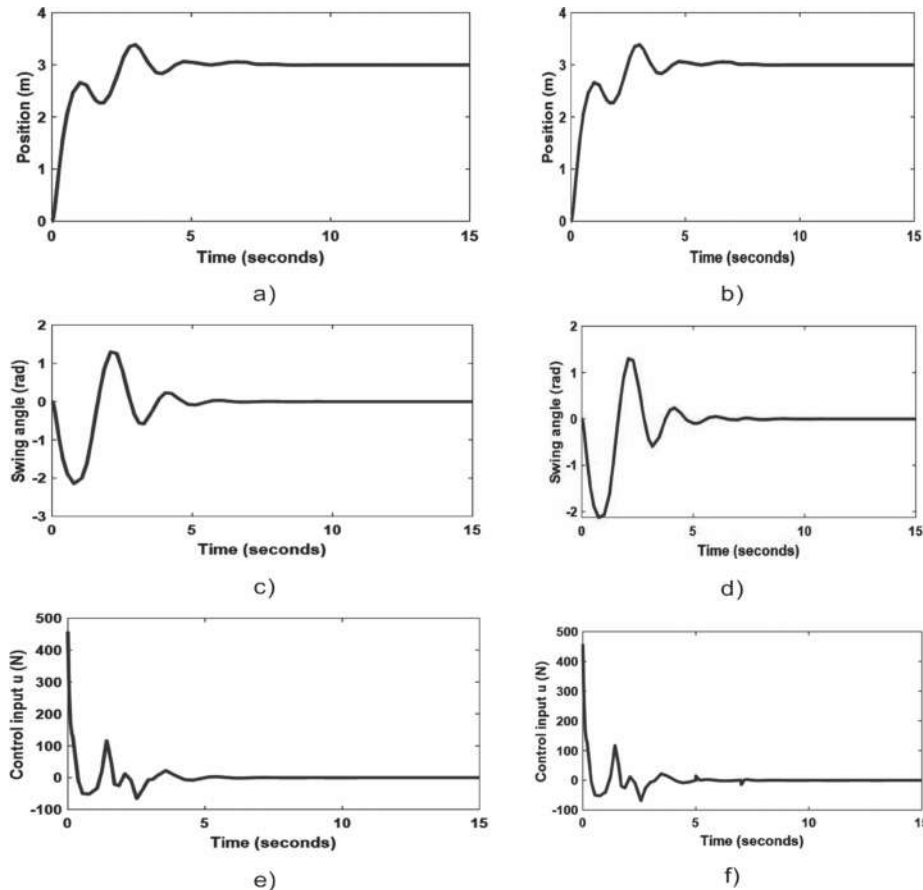 4
3
2
1
0
0 5 10 15
Position (m)
Time (seconds)
a)
4
3
2
1
0
0 5 10 15
Position (m)
Time (seconds)
b)
2
1
0
-1
-2
-3
0 5 10 15
Swing angle (rad)
Time (seconds)
c)
2
1
0
-1
-2
0 5 10 15
Swing angle (rad)
Time (seconds)
d)
500
400
300
200
100
0
-100
0 5 10 15
Control input u (N)
Time (seconds)
e)
500
400
300
200
100
0
-100
0 5 10 15
Control input u (N)
Time (seconds)
f)